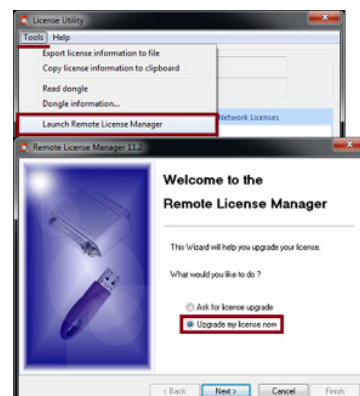 License Utility
Tools Help
Export license information to file
Copy license information to clipboard
Read dongle
Dongle information...
Network Licenses
Launch Remote License Manager
Remote License Manager 11.2
Welcome to the
Remote License Manager
This Wizard will help you upgrade your license.
What would you like to do ?
Ask for license upgrade
Upgrade my license now
< Back Next > Cancel Finish